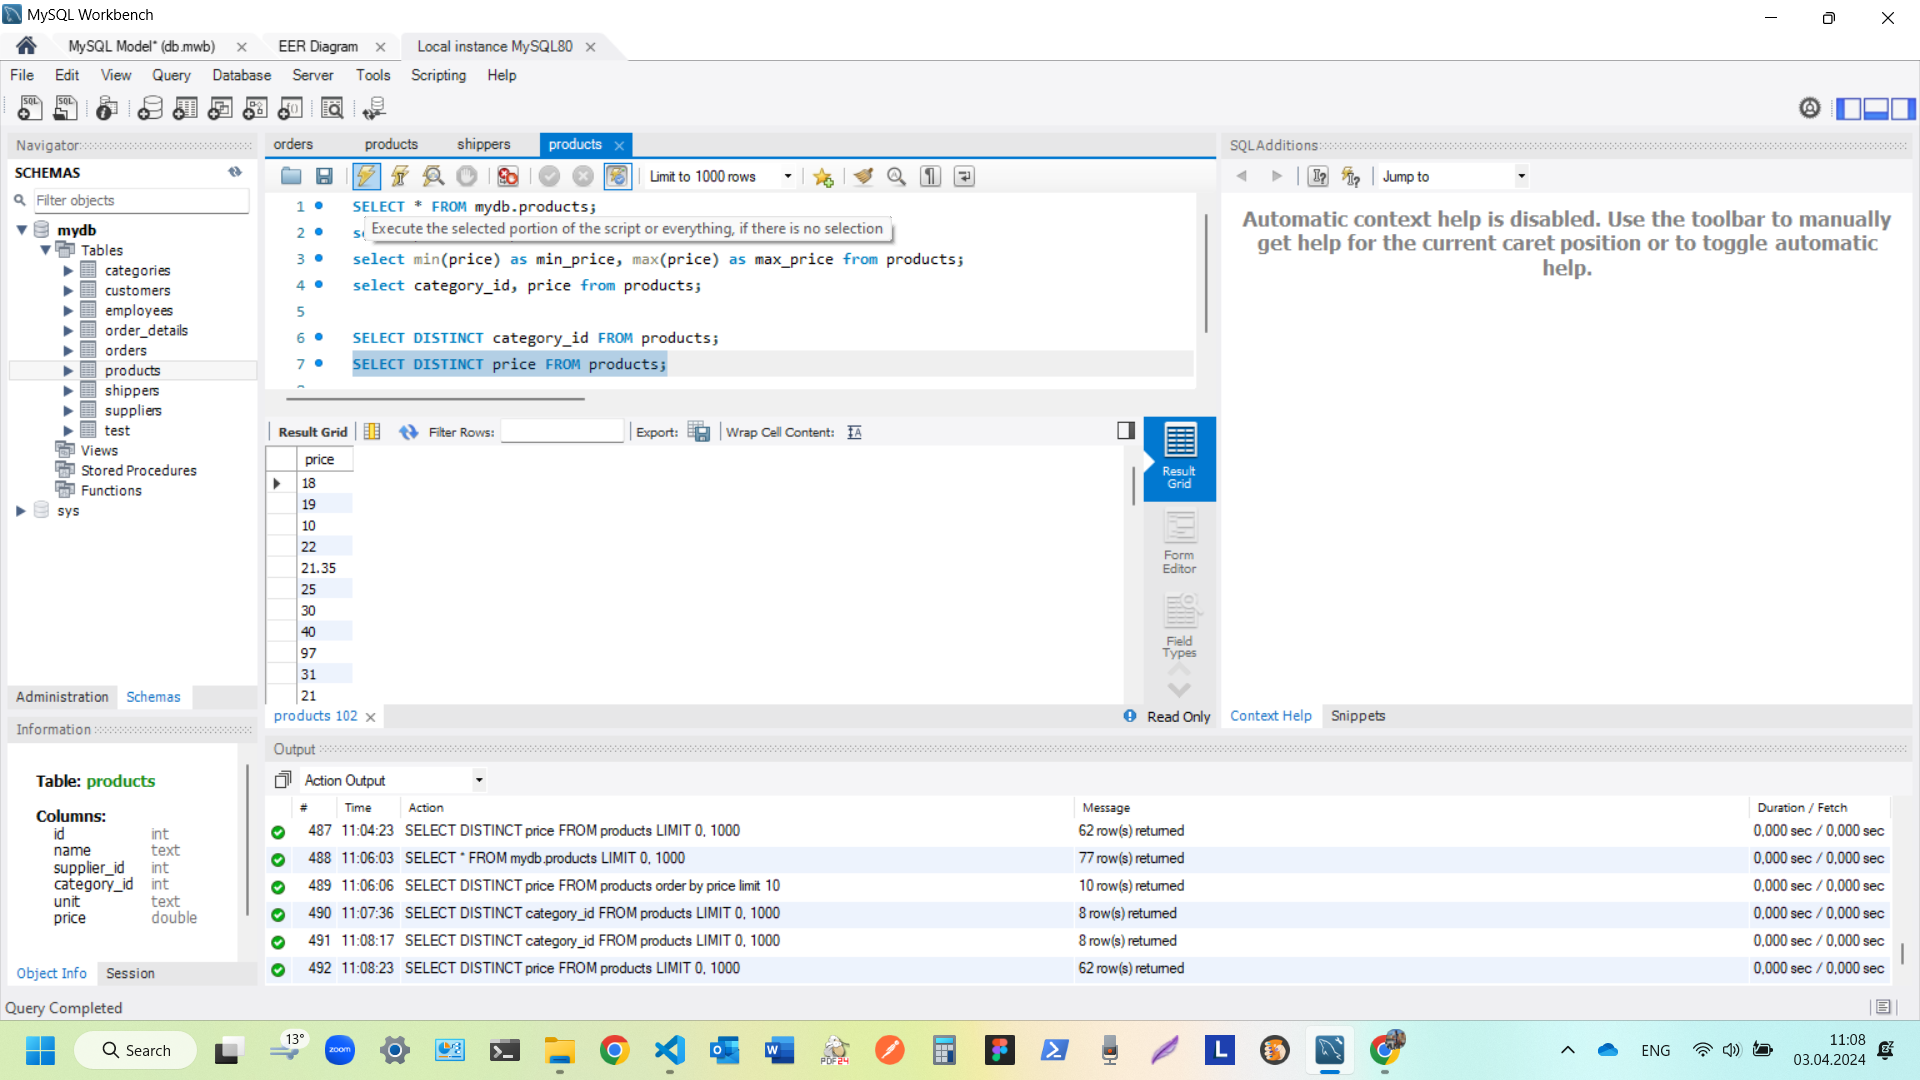 MySQL Workbench
MySQL Model* (db.mwb)
EER Diagram
Local instance MySQL80
File Edit View Query Database Server Tools Scripting Help
Navigator
SCHEMAS
Filter objects
mydb
Tables
categories
customers
employees
order_details
orders
products
shippers
suppliers
test
Views
Stored Procedures
Functions
sys
Administration Schemas
Information
Table: products
Columns:
id int
name text
supplier_id int
category_id int
unit text
price double
Object Info Session
orders products shippers products
Limit to 1000 rows
1 SELECT * FROM mydb.products;
Execute the selected portion of the script or everything, if there is no selection
2
3 select min(price) as min_price, max(price) as max_price from products;
4 select category_id, price from products;
5
6 SELECT DISTINCT category_id FROM products;
7 SELECT DISTINCT price FROM products;
Result Grid Filter Rows: Export: Wrap Cell Content:
price
18
19
10
22
21.35
25
30
40
97
31
21
Result
Grid
Form
Editor
Field
Types
products 102
Read Only
SQLAdditions
Jump to
Automatic context help is disabled. Use the toolbar to manually
get help for the current caret position or to toggle automatic
help.
Context Help Snippets
Output
Action Output
# Time Action Message Duration / Fetch
487 11:04:23 SELECT DISTINCT price FROM products LIMIT 0, 1000 62 row(s) returned 0,000 sec / 0,000 sec
488 11:06:03 SELECT * FROM mydb.products LIMIT 0, 1000 77 row(s) returned 0,000 sec / 0,000 sec
489 11:06:06 SELECT DISTINCT price FROM products order by price limit 10 10 row(s) returned 0,000 sec / 0,000 sec
490 11:07:36 SELECT DISTINCT category_id FROM products LIMIT 0, 1000 8 row(s) returned 0,000 sec / 0,000 sec
491 11:08:17 SELECT DISTINCT category_id FROM products LIMIT 0, 1000 8 row(s) returned 0,000 sec / 0,000 sec
492 11:08:23 SELECT DISTINCT price FROM products LIMIT 0, 1000 62 row(s) returned 0,000 sec / 0,000 sec
Query Completed
Search
13°
zoom
PDF24
L
ENG
11:08
03.04.2024